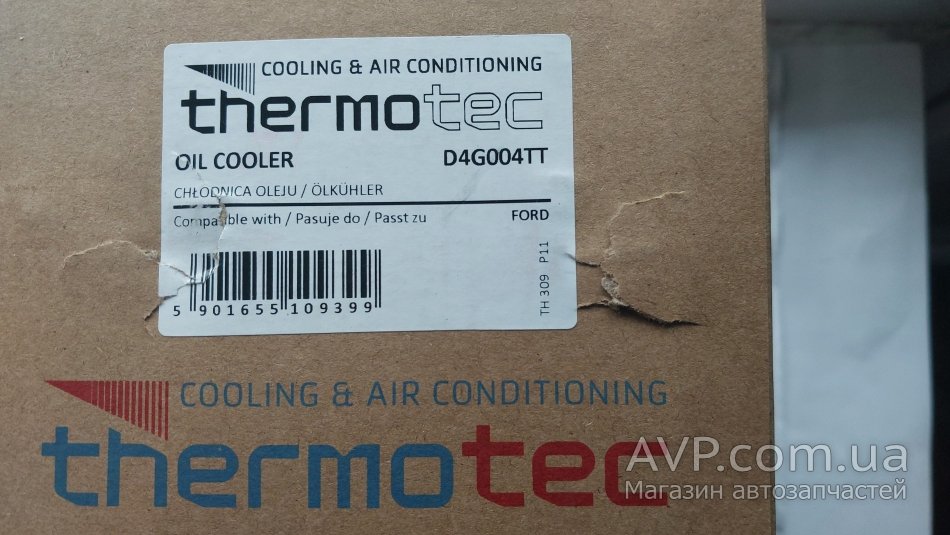 COOLING & AIR CONDITIONING
thermotec
OIL COOLER D4G004TT
CHŁODNICA OLEJU / ÖLKÜHLER
Compatible with / Pasuje do / Passt zu FORD
5 901655 109399
TH 309 P11
COOLING & AIR CONDITIONING
thermotec
AVP.com.ua
Магазин автозапчастей